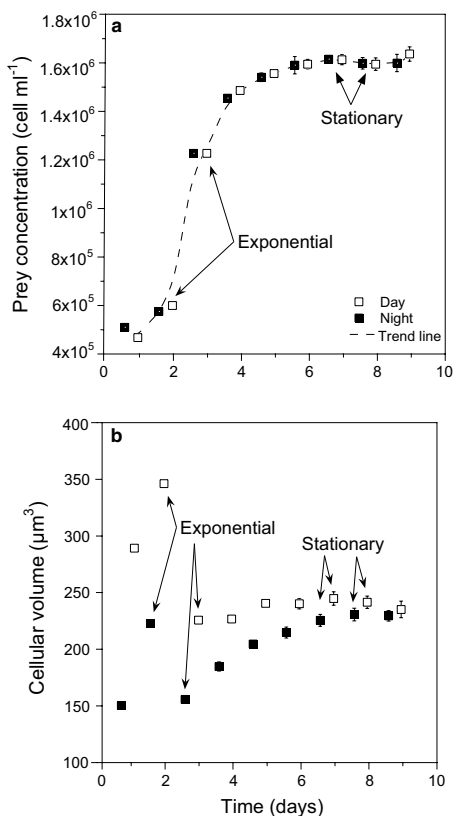 a
Prey concentration (cell ml⁻¹)
1.8x10⁶
1.6x10⁶
1.4x10⁶
1.2x10⁶
1x10⁶
8x10⁵
6x10⁵
4x10⁵
Stationary
Exponential
Day
Night
Trend line
0 2 4 6 8 10
b
Cellular volume (µm³)
400
350
300
250
200
150
100
Exponential
Stationary
0 2 4 6 8 10
Time (days)